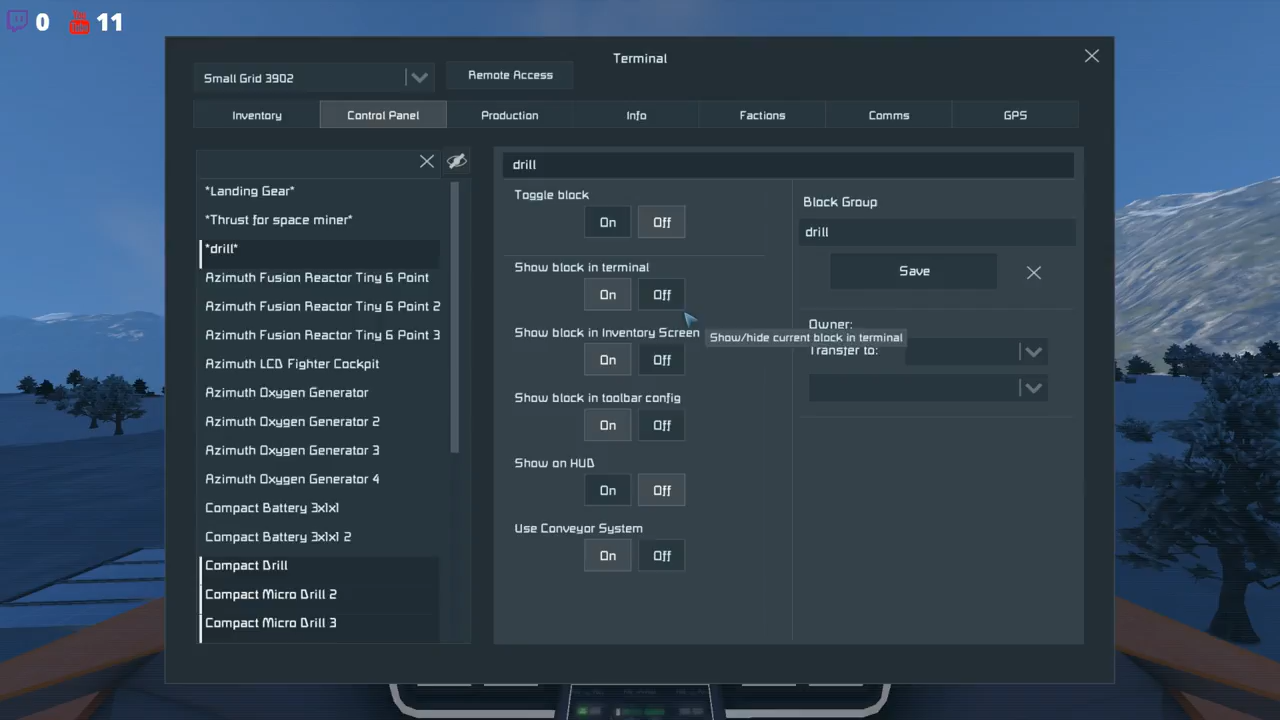 0 11
Terminal
Small Grid 3902
Remote Access
Inventory Control Panel Production Info Factions Comms GPS
*Landing Gear*
*Thrust for space miner*
*drill*
Azimuth Fusion Reactor Tiny 6 Point
Azimuth Fusion Reactor Tiny 6 Point 2
Azimuth Fusion Reactor Tiny 6 Point 3
Azimuth LCD Fighter Cockpit
Azimuth Oxygen Generator
Azimuth Oxygen Generator 2
Azimuth Oxygen Generator 3
Azimuth Oxygen Generator 4
Compact Battery 3x1x1
Compact Battery 3x1x1 2
Compact Drill
Compact Micro Drill 2
Compact Micro Drill 3
drill
Toggle block
On Off
Show block in terminal
On Off
Show block in Inventory Screen
On Off
Show block in toolbar config
On Off
Show on HUD
On Off
Use Conveyor System
On Off
Show/hide current block in terminal
Block Group
drill
Save
Owner:
Transfer to: